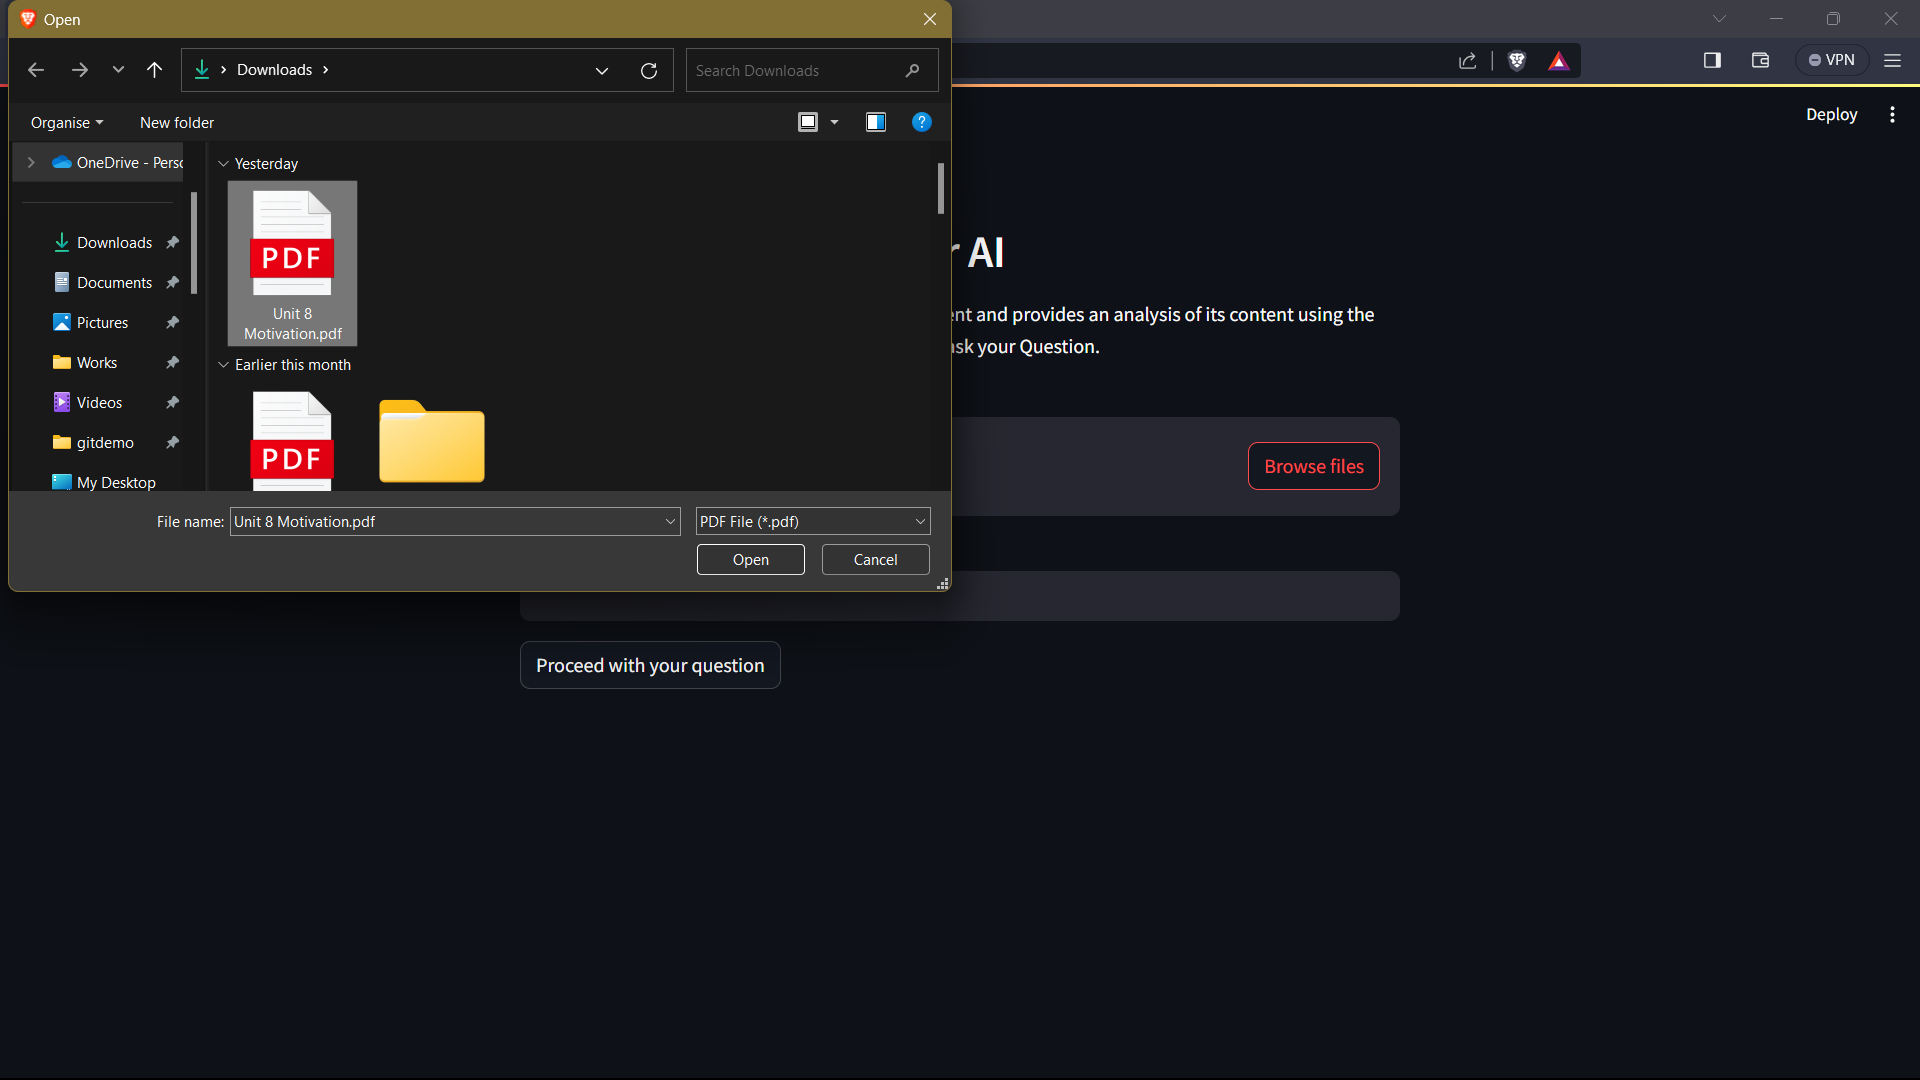 Open
Downloads
Search Downloads
VPN
Organise
New folder
Deploy
OneDrive - Pers
Yesterday
PDF
Unit 8
Motivation.pdf
Downloads
Documents
Pictures
Works
Videos
gitdemo
My Desktop
Earlier this month
PDF
AI
and provides an analysis of its content using the
your Question.
Browse files
File name:
Unit 8 Motivation.pdf
PDF File (*.pdf)
Open
Cancel
Proceed with your question